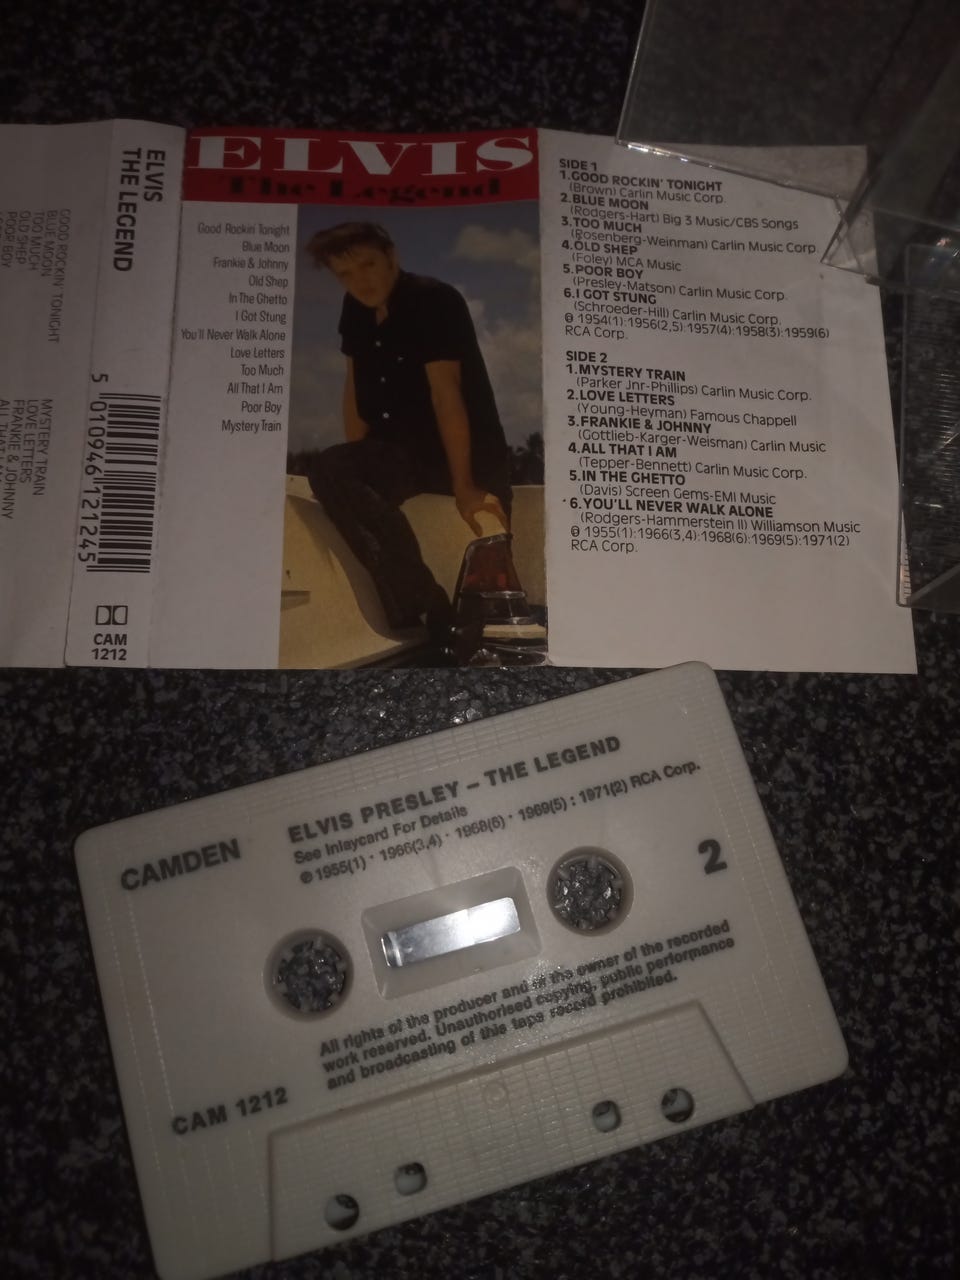 GOOD ROCKIN' TONIGHT
BLUE MOON
TOO MUCH
OLD SHEP
POOR BOY
MYSTERY TRAIN
LOVE LETTERS
FRANKIE & JOHNNY
ELVIS
THE LEGEND
5 010946 121245
CAM
1212
ELVIS
The Legend
Good Rockin' Tonight
Blue Moon
Frankie & Johnny
Old Shep
In The Ghetto
I Got Stung
You'll Never Walk Alone
Love Letters
Too Much
All That I Am
Poor Boy
Mystery Train
SIDE 1
1.GOOD ROCKIN' TONIGHT
(Brown) Carlin Music Corp.
2.BLUE MOON
(Rodgers-Hart) Big 3 Music/CBS Songs
3.TOO MUCH
(Rosenberg-Weinman) Carlin Music Corp.
4.OLD SHEP
(Foley) MCA Music
5.POOR BOY
(Presley-Matson) Carlin Music Corp.
6.I GOT STUNG
(Schroeder-Hill) Carlin Music Corp.
℗ 1954(1):1956(2,5):1957(4):1958(3):1959(6)
RCA Corp.
SIDE 2
1.MYSTERY TRAIN
(Parker Jnr-Phillips) Carlin Music Corp.
2.LOVE LETTERS
(Young-Heyman) Famous Chappell
3.FRANKIE & JOHNNY
(Gottlieb-Karger-Weisman) Carlin Music
4.ALL THAT I AM
(Tepper-Bennett) Carlin Music Corp.
5.IN THE GHETTO
(Davis) Screen Gems-EMI Music
6.YOU'LL NEVER WALK ALONE
(Rodgers-Hammerstein II) Williamson Music
℗ 1955(1):1966(3,4):1968(6):1969(5):1971(2)
RCA Corp.
CAMDEN
ELVIS PRESLEY – THE LEGEND
See Inlaycard For Details
℗ 1955(1) · 1966(3,4) · 1968(6) · 1969(5) : 1971(2) RCA Corp.
2
All rights of the producer and of the owner of the recorded
work reserved. Unauthorised copying, public performance
and broadcasting of this tape record prohibited.
CAM 1212